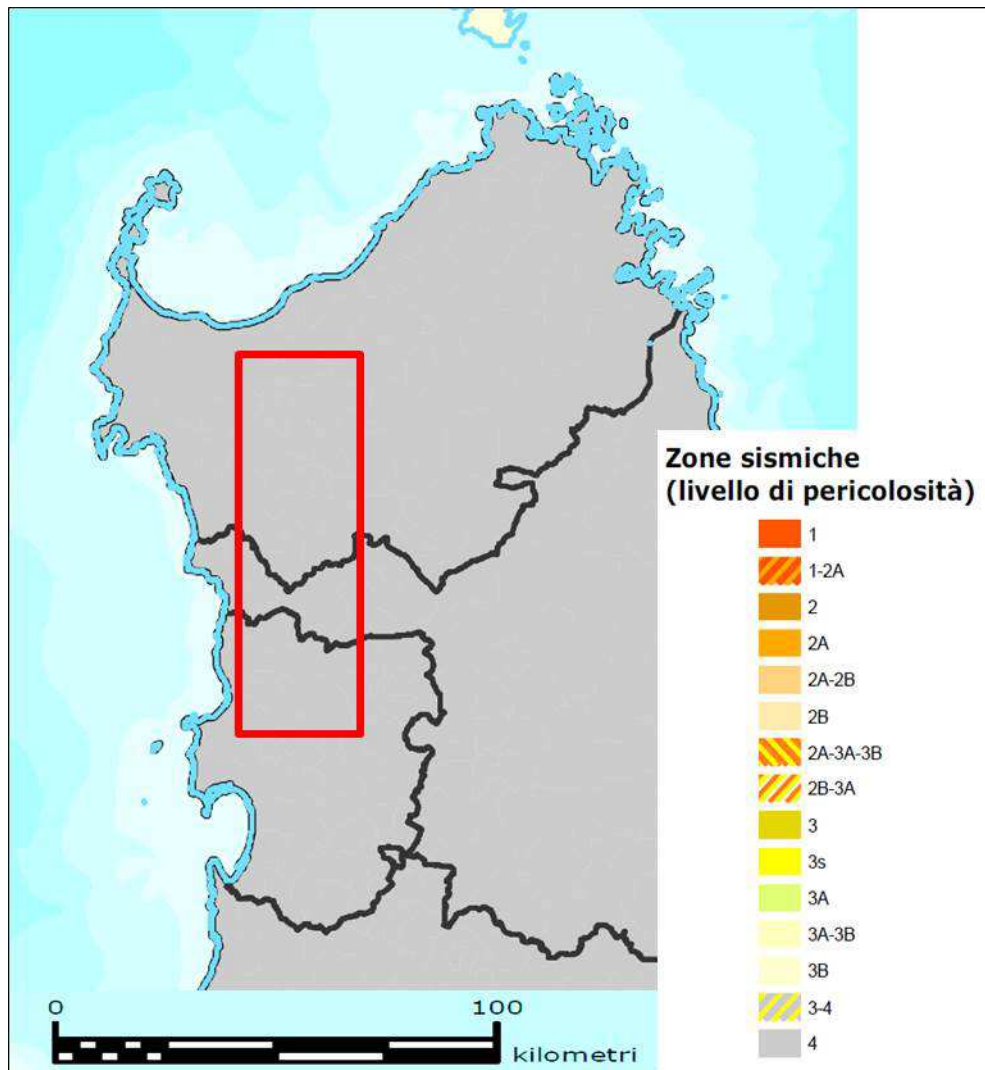 Zone sismiche
(livello di pericolosità)
1
1-2A
2
2A
2A-2B
2B
2A-3A-3B
2B-3A
3
3s
3A
3A-3B
3B
3-4
4
0 100
kilometri